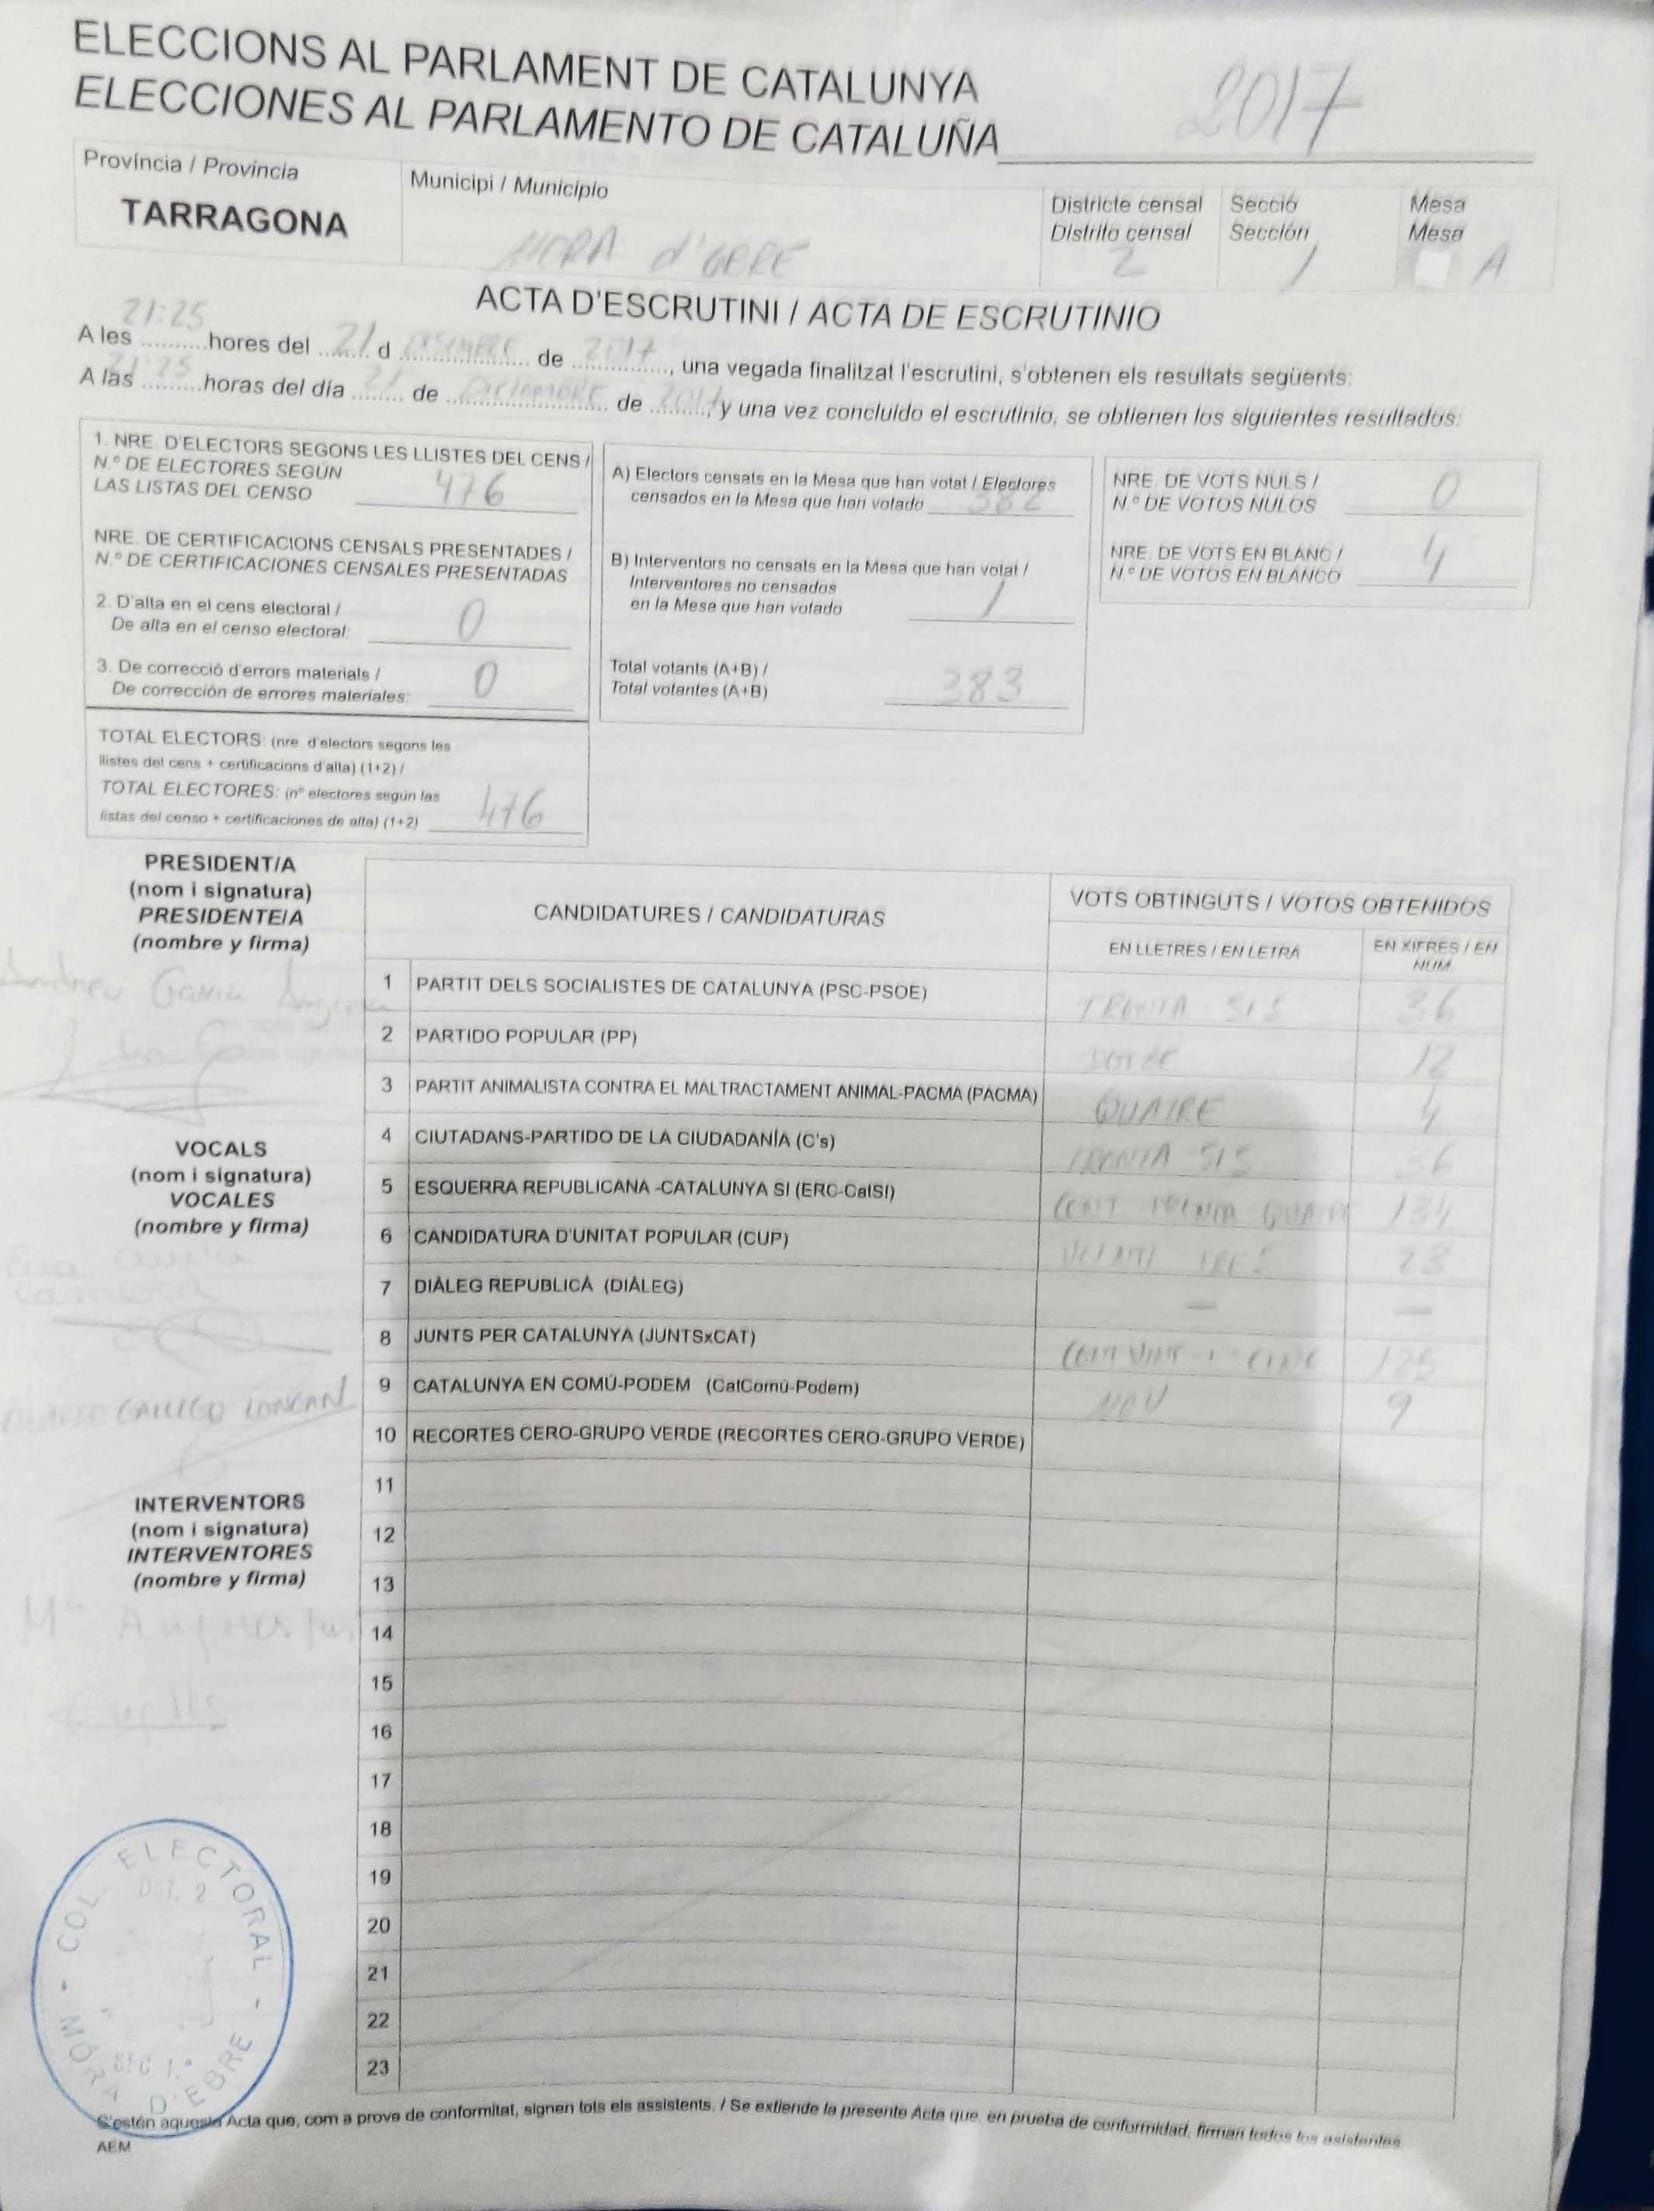 ELECCIONS AL PARLAMENT DE CATALUNYA
ELECCIONES AL PARLAMENTO DE CATALUÑA 2017
Província / Provincia
TARRAGONA
Municipi / Municipio
MORA d'EBRE
Districte censal
Distrito censal
2
Secció
Sección
1
Mesa
Mesa
A
ACTA D'ESCRUTINI / ACTA DE ESCRUTINIO
A les 21:25 hores del 21 d DESEMBRE de 2017, una vegada finalitzat l'escrutini, s'obtenen els resultats següents:
A las 21:25 horas del día 21 de DICIEMBRE de 2017, y una vez concluido el escrutinio, se obtienen los siguientes resultados:
1. NRE. D'ELECTORS SEGONS LES LLISTES DEL CENS /
N.º DE ELECTORES SEGÚN
LAS LISTAS DEL CENSO 476
NRE. DE CERTIFICACIONS CENSALS PRESENTADES /
N.º DE CERTIFICACIONES CENSALES PRESENTADAS
2. D'alta en el cens electoral /
De alta en el censo electoral: 0
3. De correcció d'errors materials /
De corrección de errores materiales: 0
TOTAL ELECTORS: (nre. d'electors segons les
llistes del cens + certificacions d'alta) (1+2) /
TOTAL ELECTORES: (nº electores según las
listas del censo + certificaciones de alta) (1+2) 476
A) Electors censats en la Mesa que han votat / Electores
censados en la Mesa que han votado 382
B) Interventors no censats en la Mesa que han votat /
Interventores no censados
en la Mesa que han votado 1
Total votants (A+B) /
Total votantes (A+B) 383
NRE. DE VOTS NULS /
N.º DE VOTOS NULOS 0
NRE. DE VOTS EN BLANC /
N.º DE VOTOS EN BLANCO 4
PRESIDENT/A
(nom i signatura)
PRESIDENTE/A
(nombre y firma)
Andreu Garcia
VOCALS
(nom i signatura)
VOCALES
(nombre y firma)
GALLEGO LONGAN
INTERVENTORS
(nom i signatura)
INTERVENTORES
(nombre y firma)
Mª
CANDIDATURES / CANDIDATURAS
VOTS OBTINGUTS / VOTOS OBTENIDOS
EN LLETRES / EN LETRA
EN XIFRES / EN
NÚM.
1 PARTIT DELS SOCIALISTES DE CATALUNYA (PSC-PSOE) TRENTA-SIS 36
2 PARTIDO POPULAR (PP) DOTZE 12
3 PARTIT ANIMALISTA CONTRA EL MALTRACTAMENT ANIMAL-PACMA (PACMA) QUATRE 4
4 CIUTADANS-PARTIDO DE LA CIUDADANÍA (C's) TRENTA SIS 36
5 ESQUERRA REPUBLICANA -CATALUNYA SI (ERC-CatSI) CENT TRENTA QUATRE 134
6 CANDIDATURA D'UNITAT POPULAR (CUP) TRES 23
7 DIÀLEG REPUBLICÀ (DIÀLEG) — —
8 JUNTS PER CATALUNYA (JUNTSxCAT) CENT VINT-I-CINC 125
9 CATALUNYA EN COMÚ-PODEM (CatComú-Podem) NOU 9
10 RECORTES CERO-GRUPO VERDE (RECORTES CERO-GRUPO VERDE)
11
12
13
14
15
16
17
18
19
20
21
22
23
COL. ELECTORAL
DCT. 2
SEC 1.ª
MÓRA D'EBRE
S'estén aquesta Acta que, com a prova de conformitat, signen tots els assistents. / Se extiende la presente Acta que, en prueba de conformidad, firman todos los asistentes
AEM